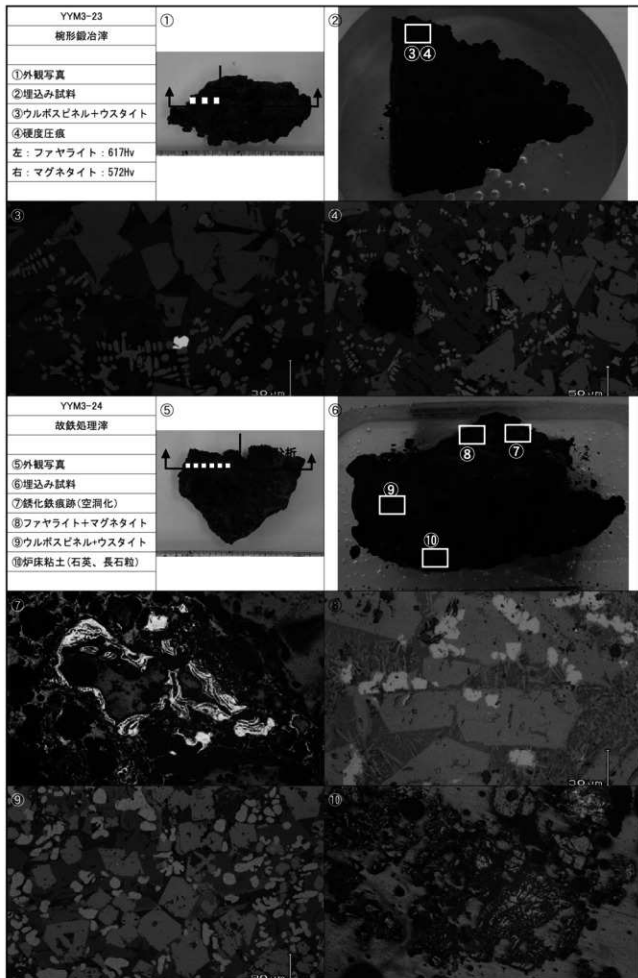 YYM3-23
椀形鍛冶滓
①外観写真
②埋込み試料
③ウルボスピネル＋ウスタイト
④硬度圧痕
左：ファヤライト：617Hv
右：マグネタイト：572Hv
①
②
③④
③
④
YYM3-24
故鉄処理滓
⑤外観写真
⑥埋込み試料
⑦銹化鉄痕跡(空洞化)
⑧ファヤライト＋マグネタイト
⑨ウルボスピネル+ウスタイト
⑩炉床粘土(石英、長石粒)
⑤
分析
⑥
⑧
⑦
⑨
⑩
⑦
⑧
⑨
⑩